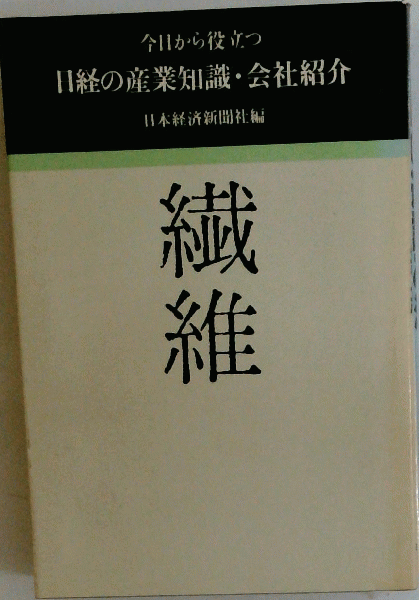 今日から役立つ
日経の産業知識・会社紹介
日本経済新聞社編
繊維